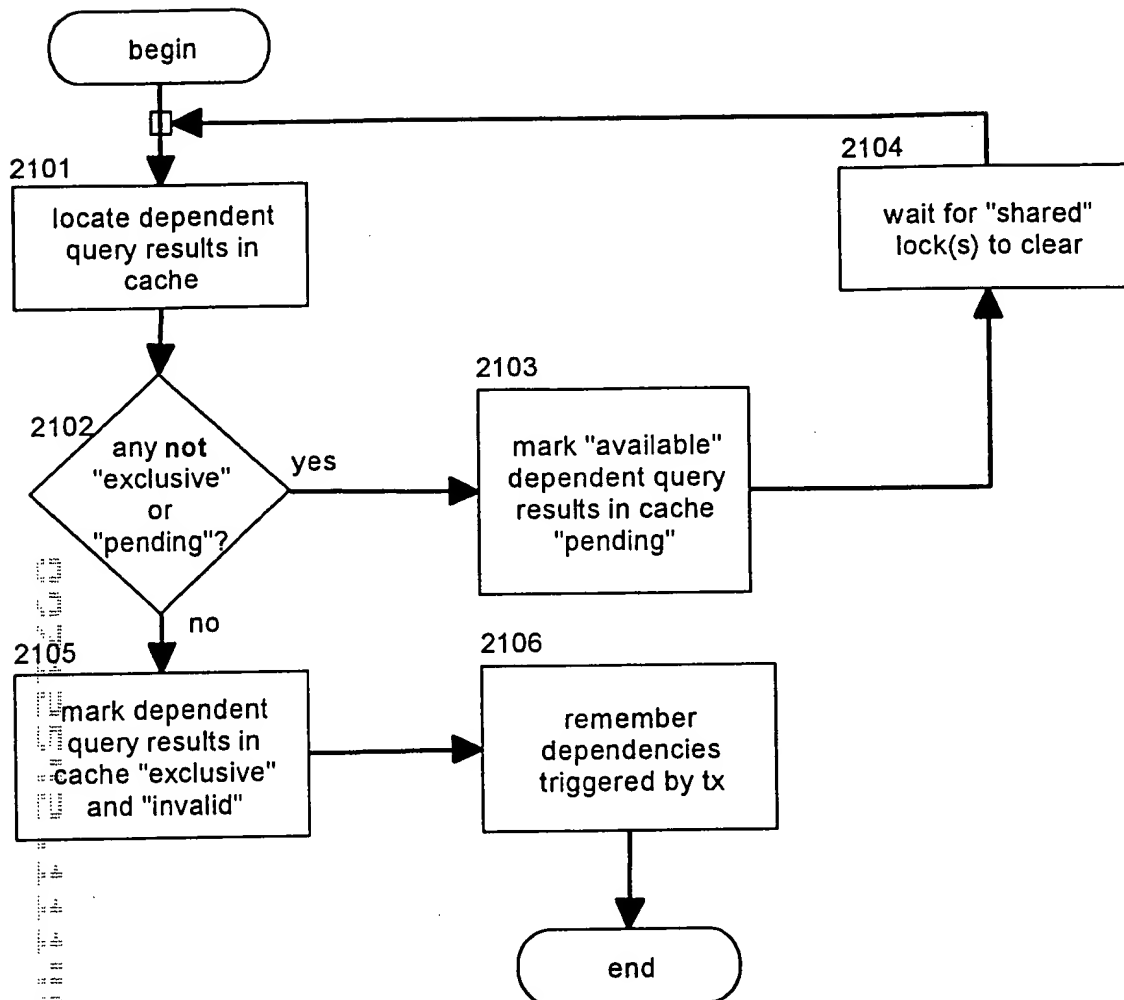 begin
2101
locate dependent
query results in
cache
2102
any not
"exclusive"
or
"pending"?
yes
2103
mark "available"
dependent query
results in cache
"pending"
2104
wait for "shared"
lock(s) to clear
no
2105
mark dependent
query results in
cache "exclusive"
and "invalid"
2106
remember
dependencies
triggered by tx
end